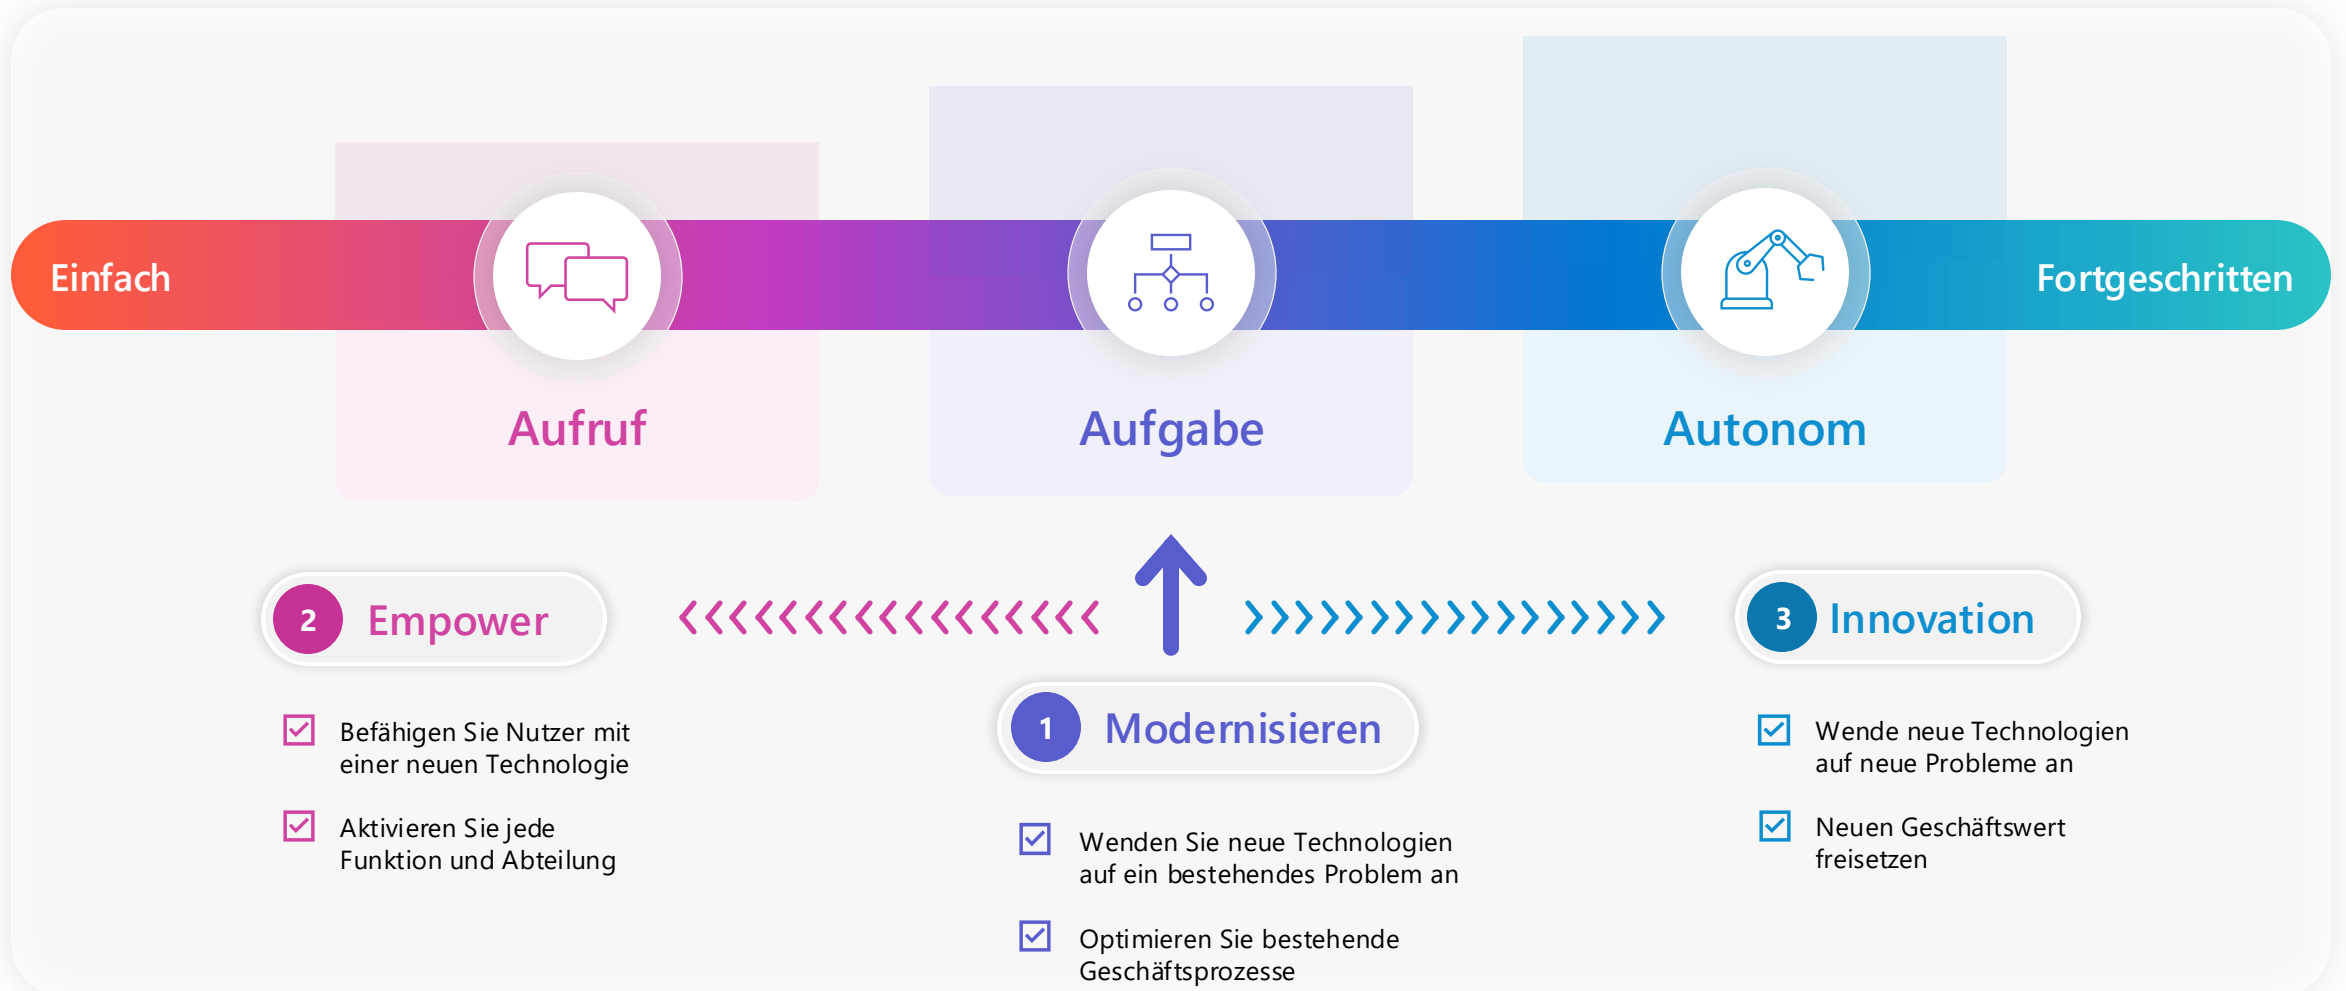 Einfach
Fortgeschritten
Aufruf
Aufgabe
Autonom
2 Empower
Befähigen Sie Nutzer mit
einer neuen Technologie
Aktivieren Sie jede
Funktion und Abteilung
1 Modernisieren
Wenden Sie neue Technologien
auf ein bestehendes Problem an
Optimieren Sie bestehende
Geschäftsprozesse
3 Innovation
Wende neue Technologien
auf neue Probleme an
Neuen Geschäftswert
freisetzen